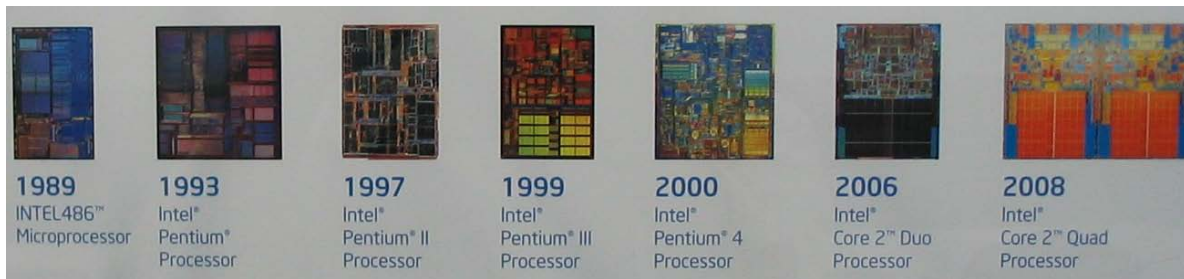 1989
INTEL486™
Microprocessor
1993
Intel®
Pentium®
Processor
1997
Intel®
Pentium® II
Processor
1999
Intel®
Pentium® III
Processor
2000
Intel®
Pentium® 4
Processor
2006
Intel®
Core 2™ Duo
Processor
2008
Intel®
Core 2™ Quad
Processor